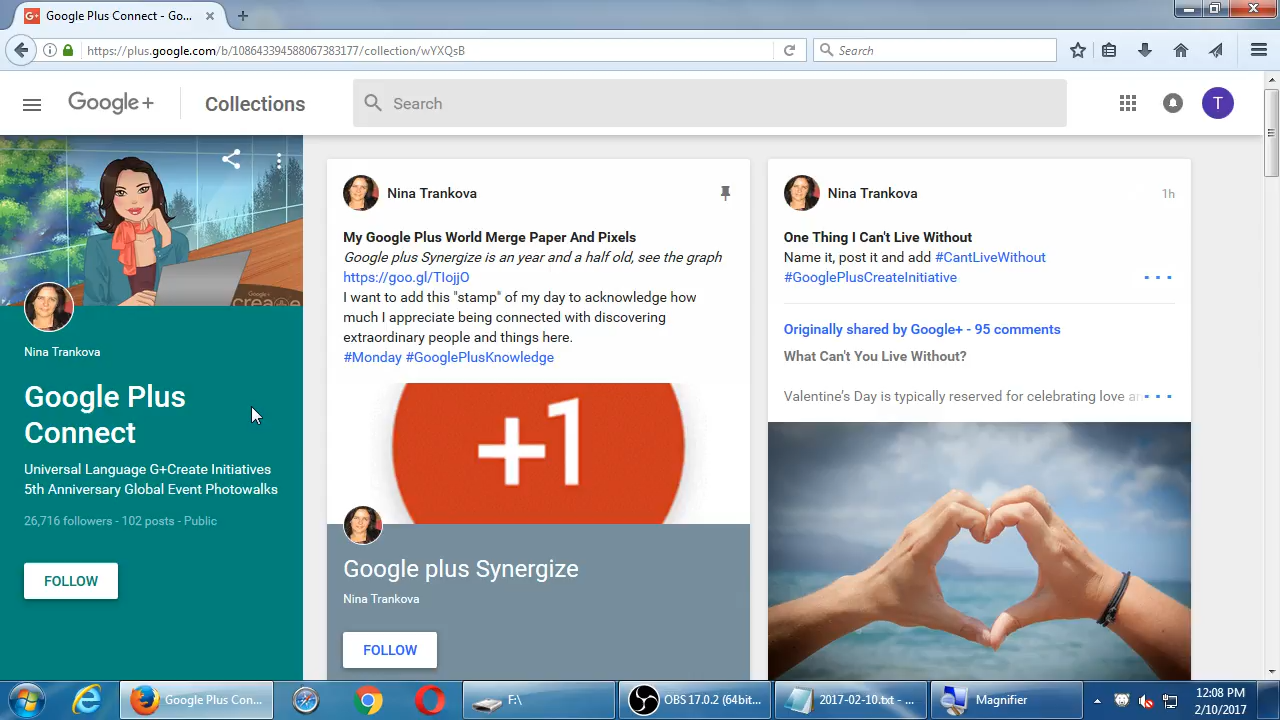 Google Plus Connect - Go...
https://plus.google.com/b/108643394588067383177/collection/wYXQsB
Search
Google+
Collections
Search
T
Nina Trankova
Google Plus
Connect
Universal Language G+Create Initiatives
5th Anniversary Global Event Photowalks
26,716 followers - 102 posts - Public
FOLLOW
Nina Trankova
My Google Plus World Merge Paper And Pixels
Google plus Synergize is an year and a half old, see the graph
https://goo.gl/TIojjO
I want to add this "stamp" of my day to acknowledge how
much I appreciate being connected with discovering
extraordinary people and things here.
#Monday #GooglePlusKnowledge
+1
Google plus Synergize
Nina Trankova
FOLLOW
Nina Trankova
1h
One Thing I Can't Live Without
Name it, post it and add #CantLiveWithout
#GooglePlusCreateInitiative
Originally shared by Google+ - 95 comments
What Can't You Live Without?
Valentine's Day is typically reserved for celebrating love
Google Plus Con...
F:\
OBS 17.0.2 (64bit...
2017-02-10.txt - ...
Magnifier
12:08 PM
2/10/2017